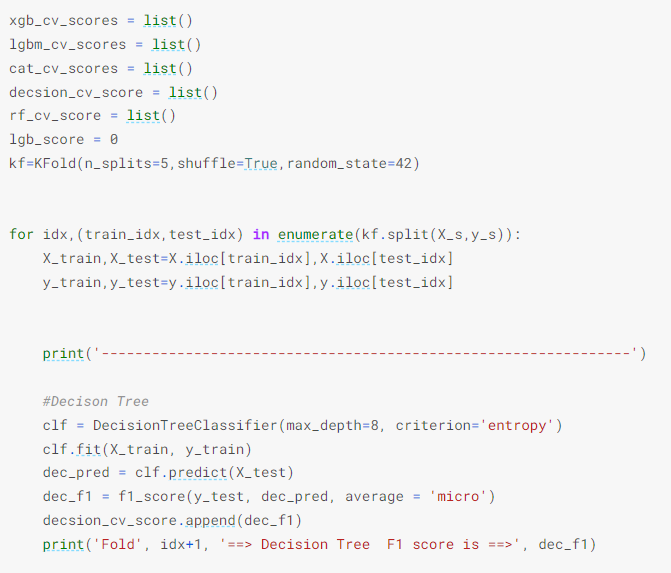 xgb_cv_scores = list()
lgbm_cv_scores = list()
cat_cv_scores = list()
decsion_cv_score = list()
rf_cv_score = list()
lgb_score = 0
kf=KFold(n_splits=5,shuffle=True,random_state=42)
for idx,(train_idx,test_idx) in enumerate(kf.split(X_s,y_s)):
    X_train,X_test=X.iloc[train_idx],X.iloc[test_idx]
    y_train,y_test=y.iloc[train_idx],y.iloc[test_idx]
    print('---------------------------------------------------------------')
    #Decison Tree
    clf = DecisionTreeClassifier(max_depth=8, criterion='entropy')
    clf.fit(X_train, y_train)
    dec_pred = clf.predict(X_test)
    dec_f1 = f1_score(y_test, dec_pred, average = 'micro')
    decsion_cv_score.append(dec_f1)
    print('Fold', idx+1, '==> Decision Tree  F1 score is ==>', dec_f1)